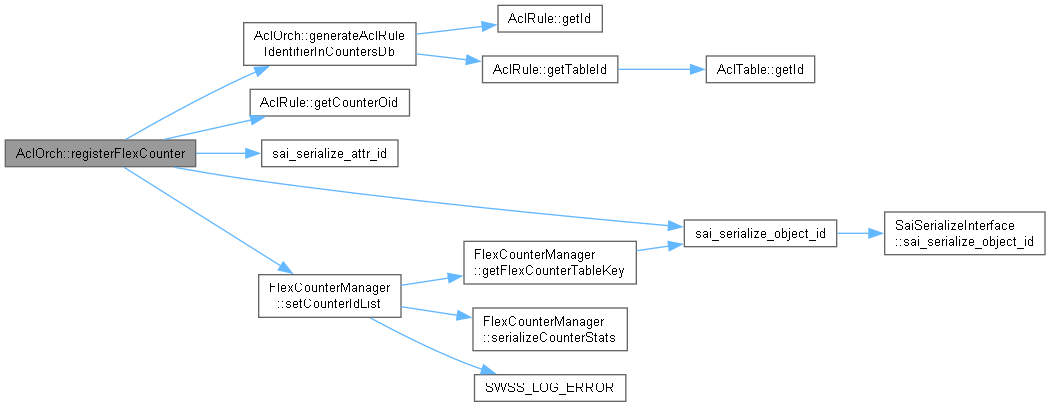 AclOrch::registerFlexCounter
AclOrch::generateAclRule
IdentifierInCountersDb
AclRule::getId
AclRule::getTableId
AclTable::getId
AclRule::getCounterOid
sai_serialize_attr_id
sai_serialize_object_id
SaiSerializeInterface
::sai_serialize_object_id
FlexCounterManager
::setCounterIdList
FlexCounterManager
::getFlexCounterTableKey
FlexCounterManager
::serializeCounterStats
SWSS_LOG_ERROR